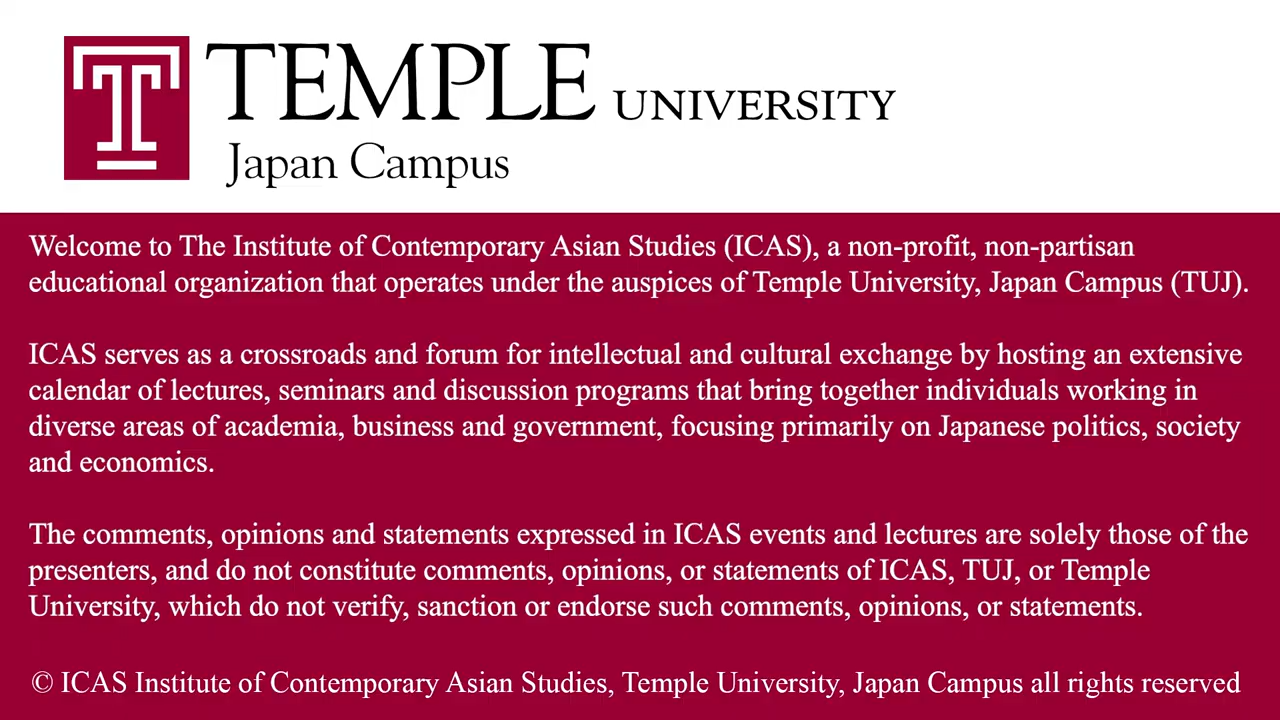 TEMPLE UNIVERSITY
Japan Campus
Welcome to The Institute of Contemporary Asian Studies (ICAS), a non-profit, non-partisan
educational organization that operates under the auspices of Temple University, Japan Campus (TUJ).
ICAS serves as a crossroads and forum for intellectual and cultural exchange by hosting an extensive
calendar of lectures, seminars and discussion programs that bring together individuals working in
diverse areas of academia, business and government, focusing primarily on Japanese politics, society
and economics.
The comments, opinions and statements expressed in ICAS events and lectures are solely those of the
presenters, and do not constitute comments, opinions, or statements of ICAS, TUJ, or Temple
University, which do not verify, sanction or endorse such comments, opinions, or statements.
© ICAS Institute of Contemporary Asian Studies, Temple University, Japan Campus all rights reserved